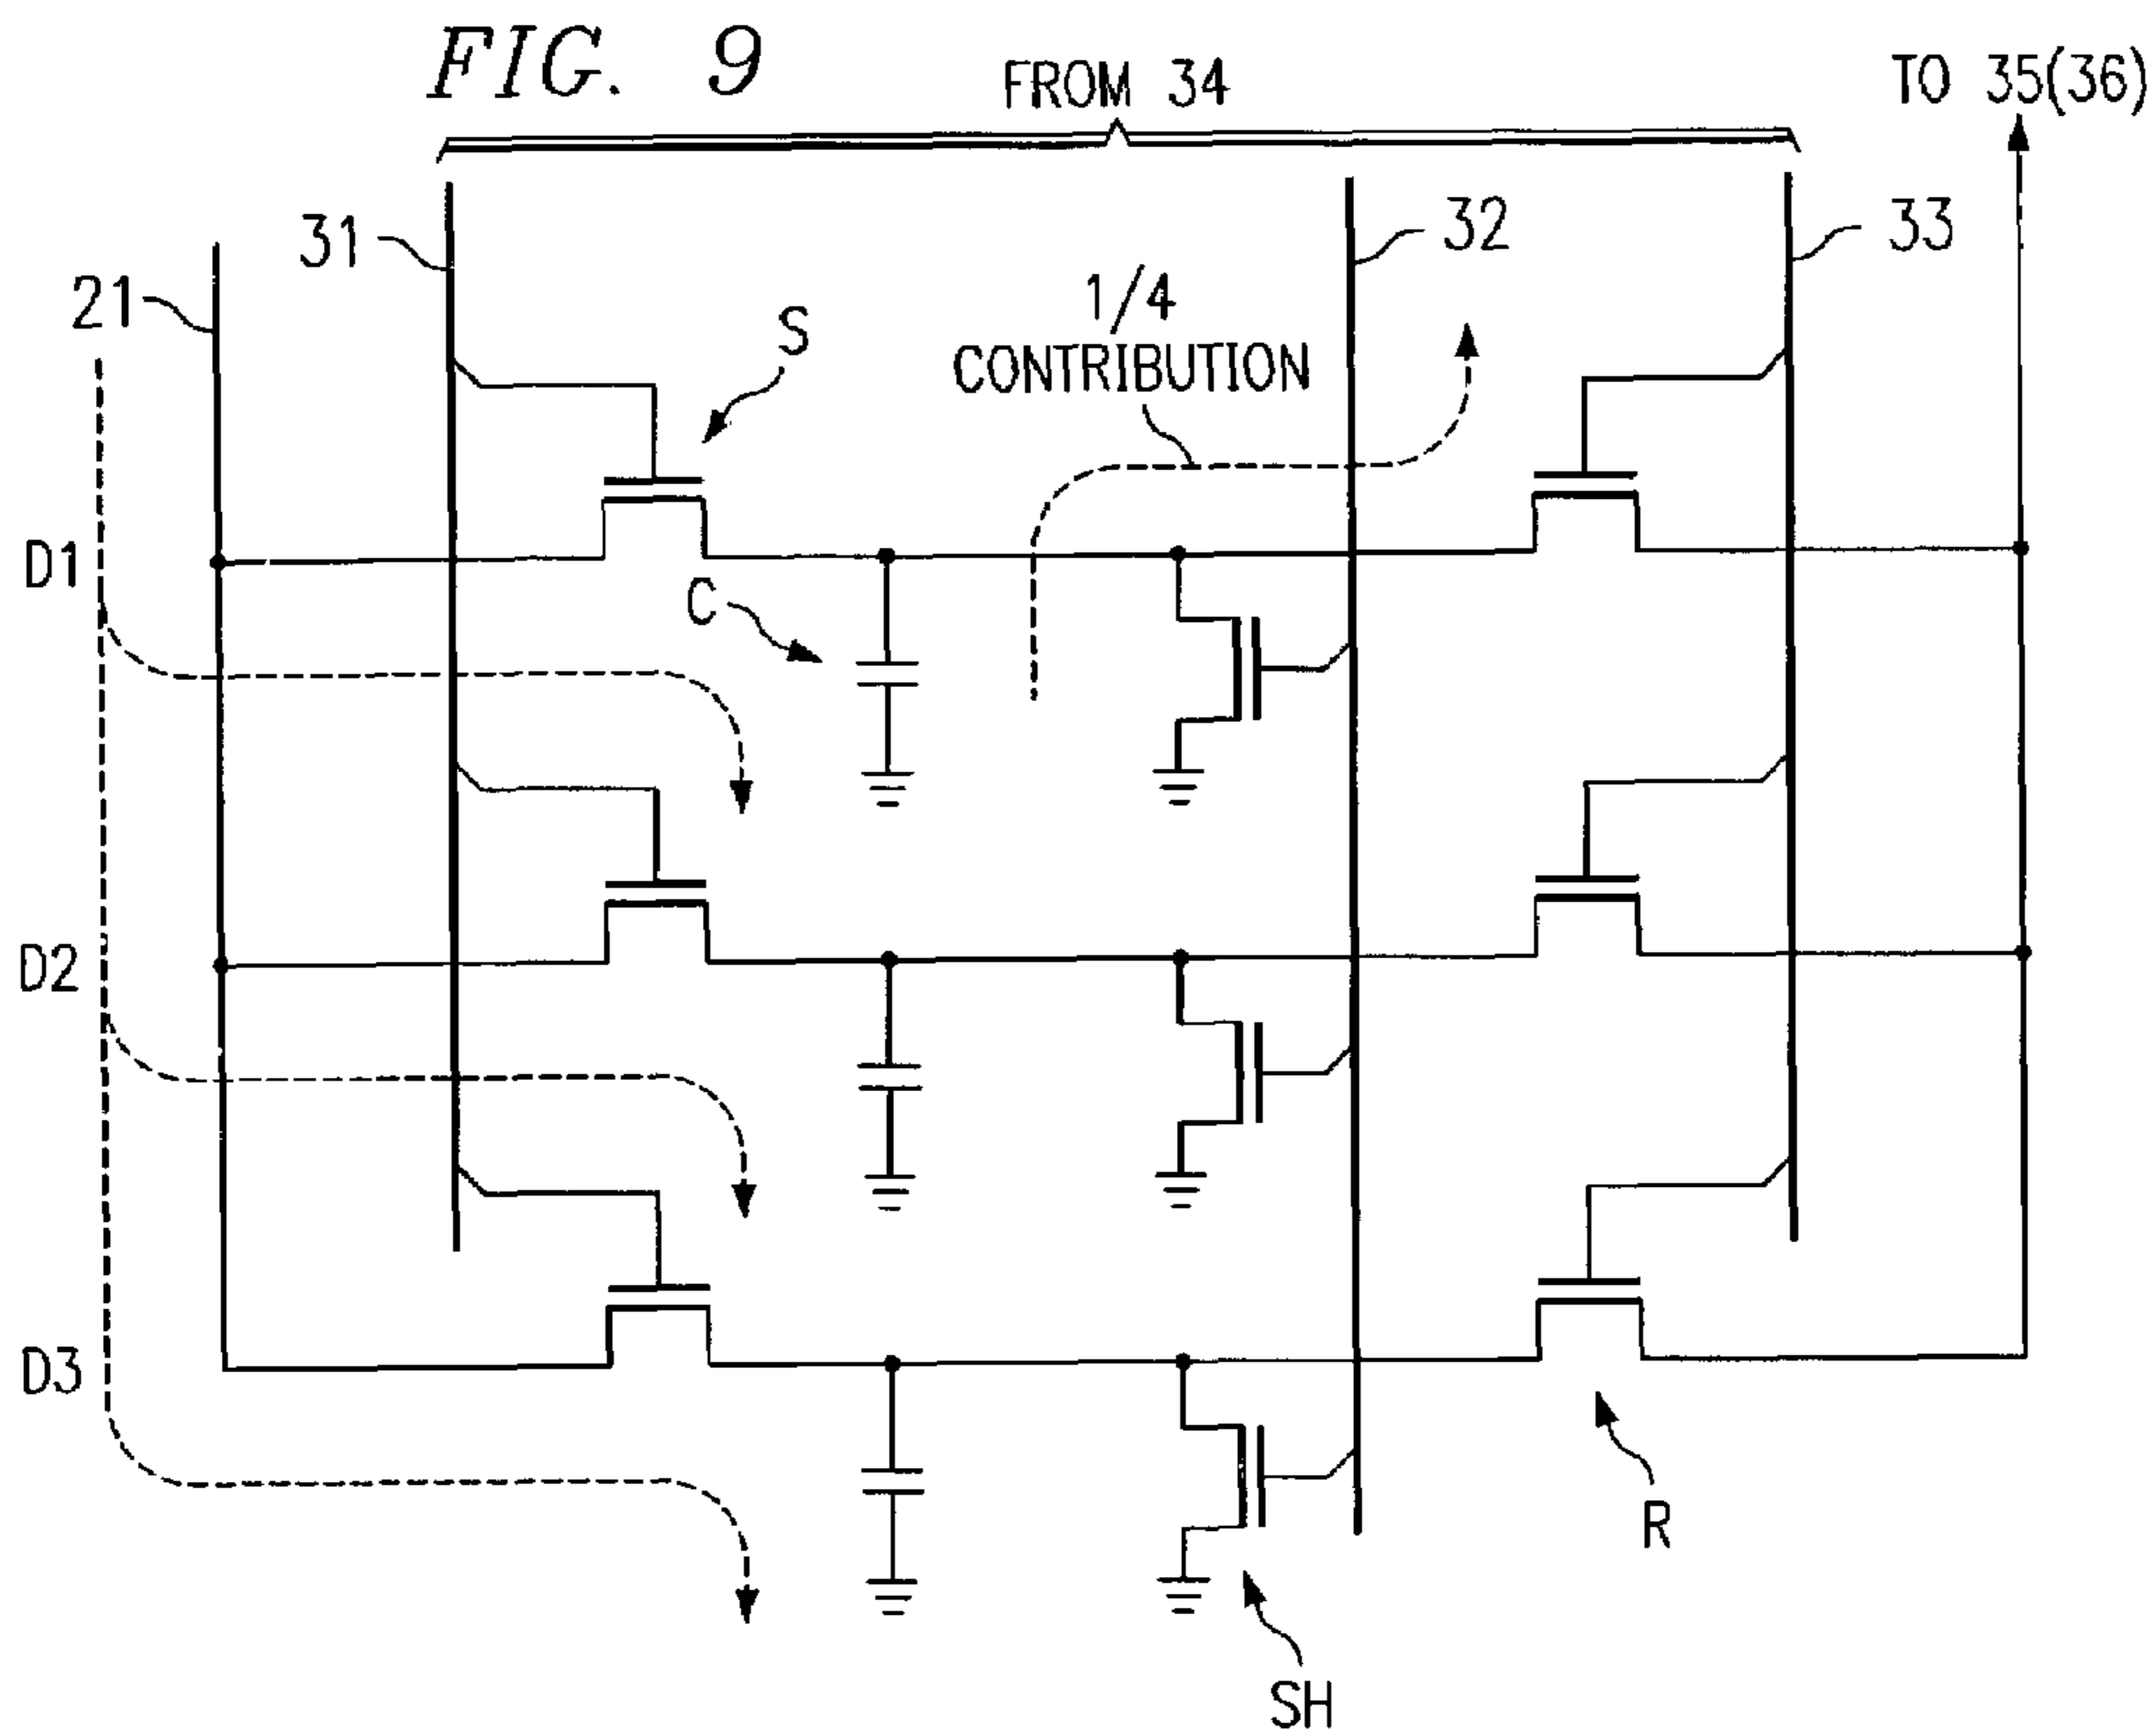 FIG. 9
FROM 34
TO 35(36)
31
32
33
21
S
1/4
CONTRIBUTION
D1
C
D2
D3
R
SH